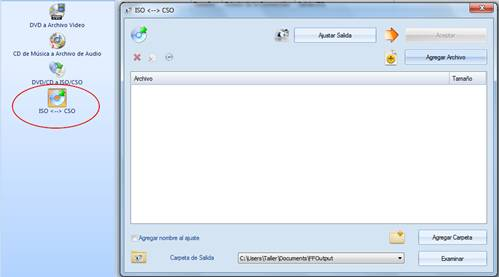 DVD a Archivo Video
CD de Música a Archivo de Audio
DVD/CD a ISO/CSO
ISO <--> CSO
ISO <--> CSO
Ajustar Salida
Aceptar
Agregar Archivo
Archivo
Tamaño
Agregar nombre al ajuste
Agregar Carpeta
Carpeta de Salida
C:\Users\Taller\Documents\FFOutput
Examinar